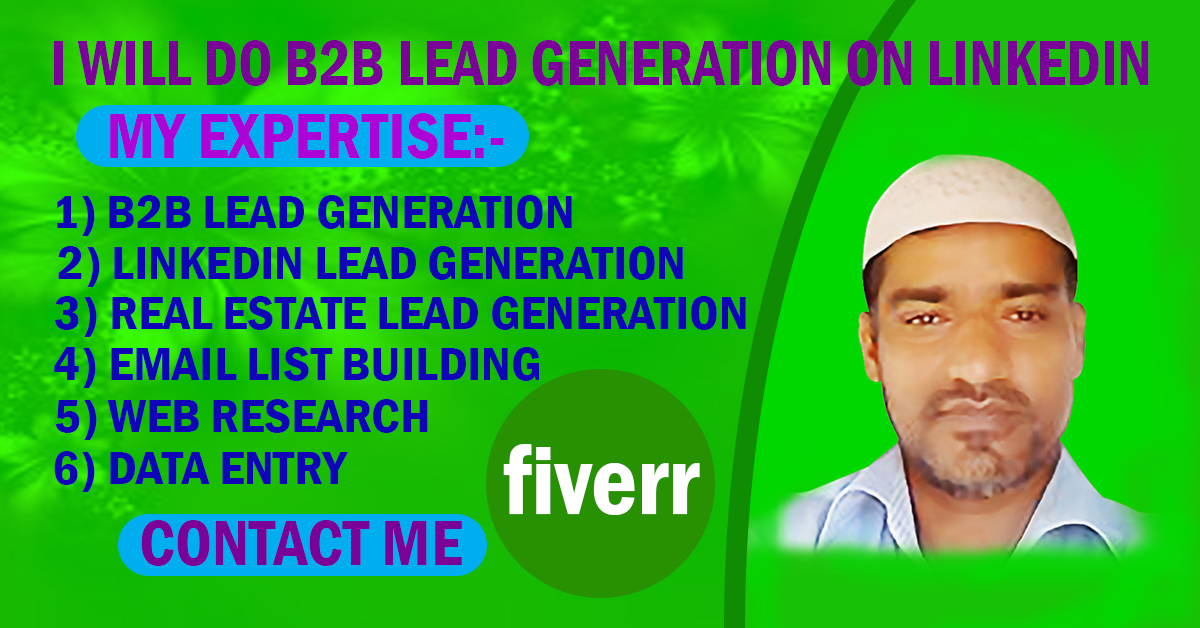 I WILL DO B2B LEAD GENERATION ON LINKEDIN
MY EXPERTISE:-
1) B2B LEAD GENERATION
2) LINKEDIN LEAD GENERATION
3) REAL ESTATE LEAD GENERATION
4) EMAIL LIST BUILDING
5) WEB RESEARCH
6) DATA ENTRY
fiverr
CONTACT ME